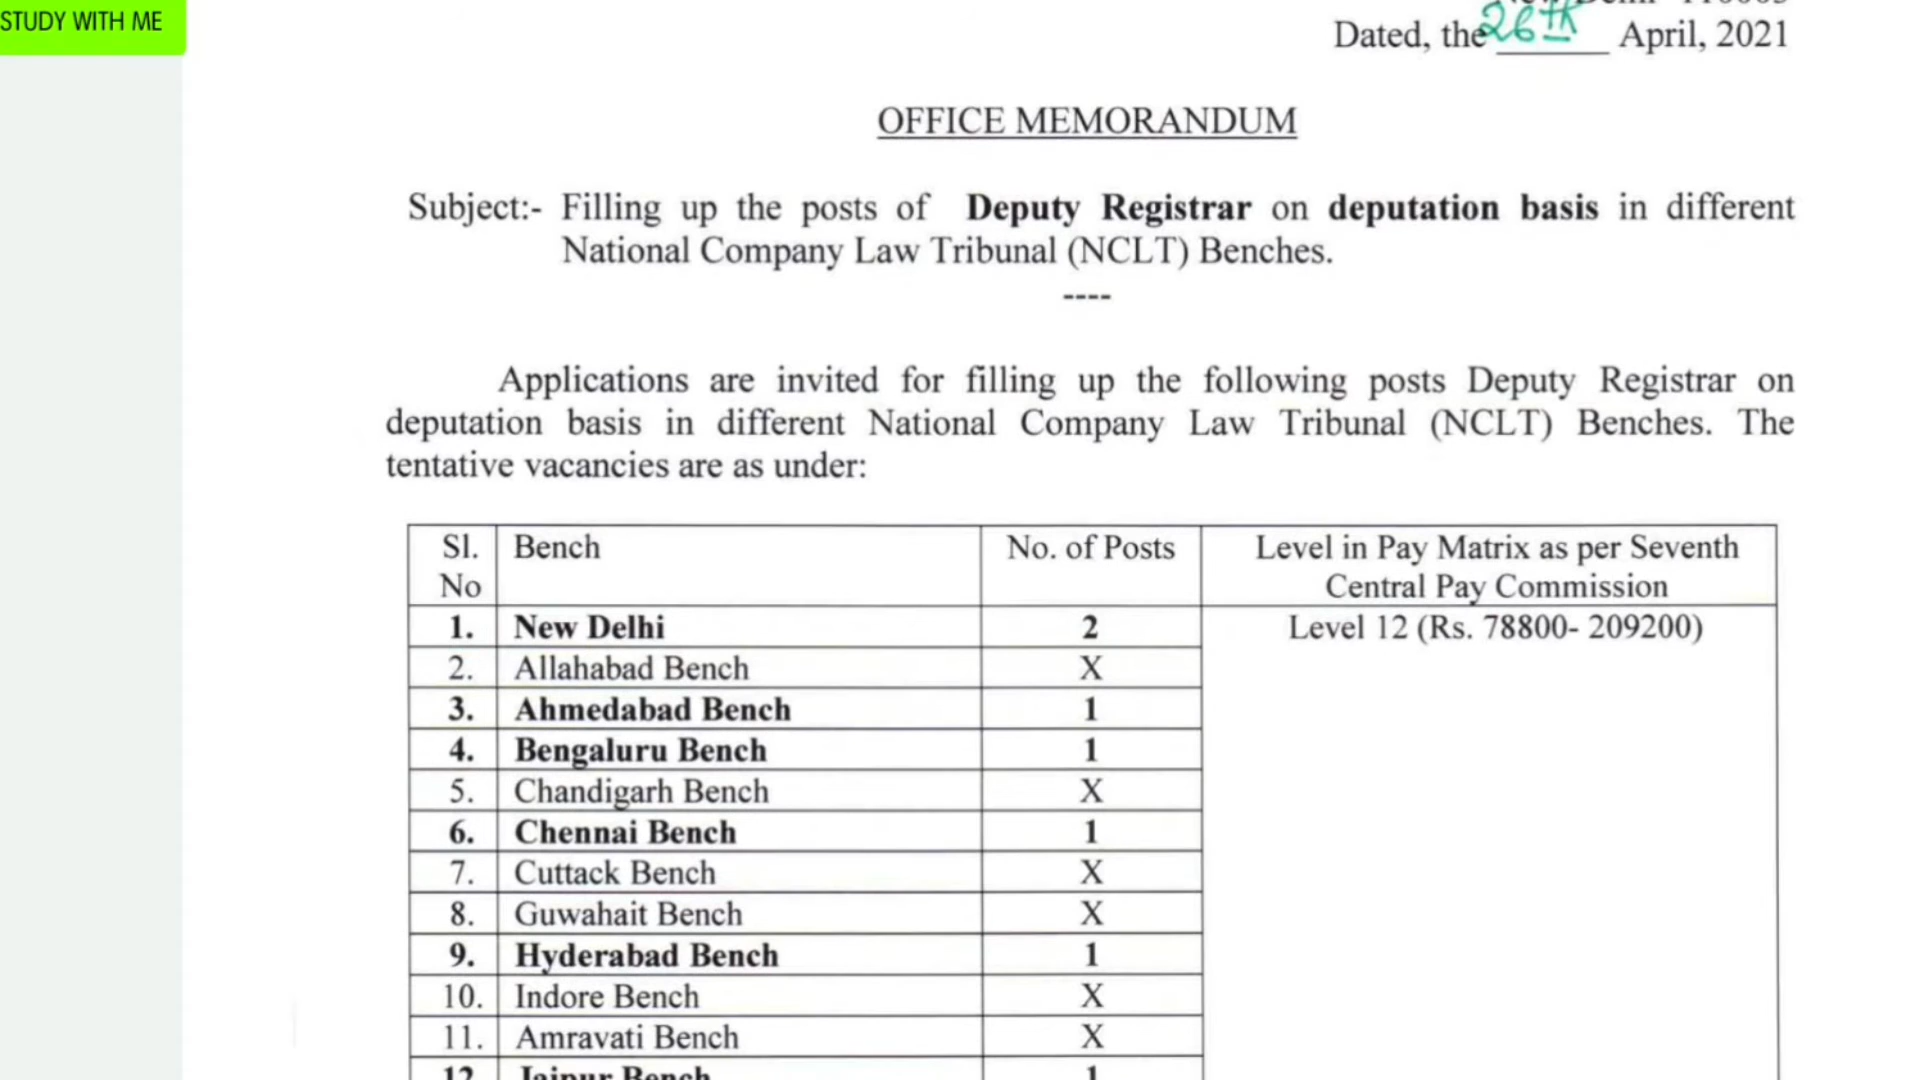 STUDY WITH ME
Dated, the 26th April, 2021
OFFICE MEMORANDUM
Subject:- Filling up the posts of Deputy Registrar on deputation basis in different
National Company Law Tribunal (NCLT) Benches.
----
Applications are invited for filling up the following posts Deputy Registrar on
deputation basis in different National Company Law Tribunal (NCLT) Benches. The
tentative vacancies are as under:
Sl. No Bench No. of Posts Level in Pay Matrix as per Seventh Central Pay Commission
1. New Delhi 2 Level 12 (Rs. 78800- 209200)
2. Allahabad Bench X
3. Ahmedabad Bench 1
4. Bengaluru Bench 1
5. Chandigarh Bench X
6. Chennai Bench 1
7. Cuttack Bench X
8. Guwahait Bench X
9. Hyderabad Bench 1
10. Indore Bench X
11. Amravati Bench X
12. Jaipur Bench 1